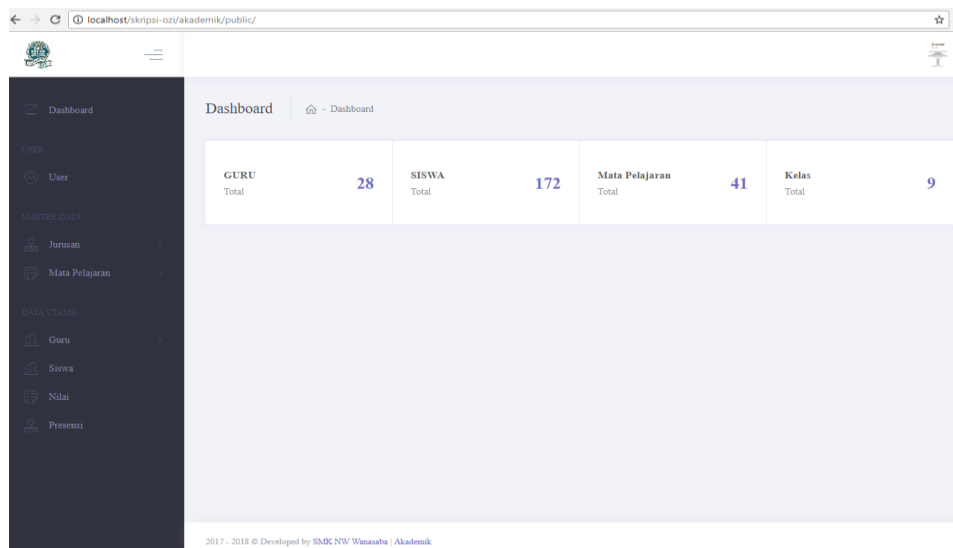 localhost/skripsi-ozi/akademik/public/
Dashboard
USER
User
MASTER DATA
Jurusan
Mata Pelajaran
DATA UTAMA
Guru
Siswa
Nilai
Presensi
Dashboard - Dashboard
GURU
Total
28
SISWA
Total
172
Mata Pelajaran
Total
41
Kelas
Total
9
2017 - 2018 © Developed by SMK NW Wanasaba | Akademik